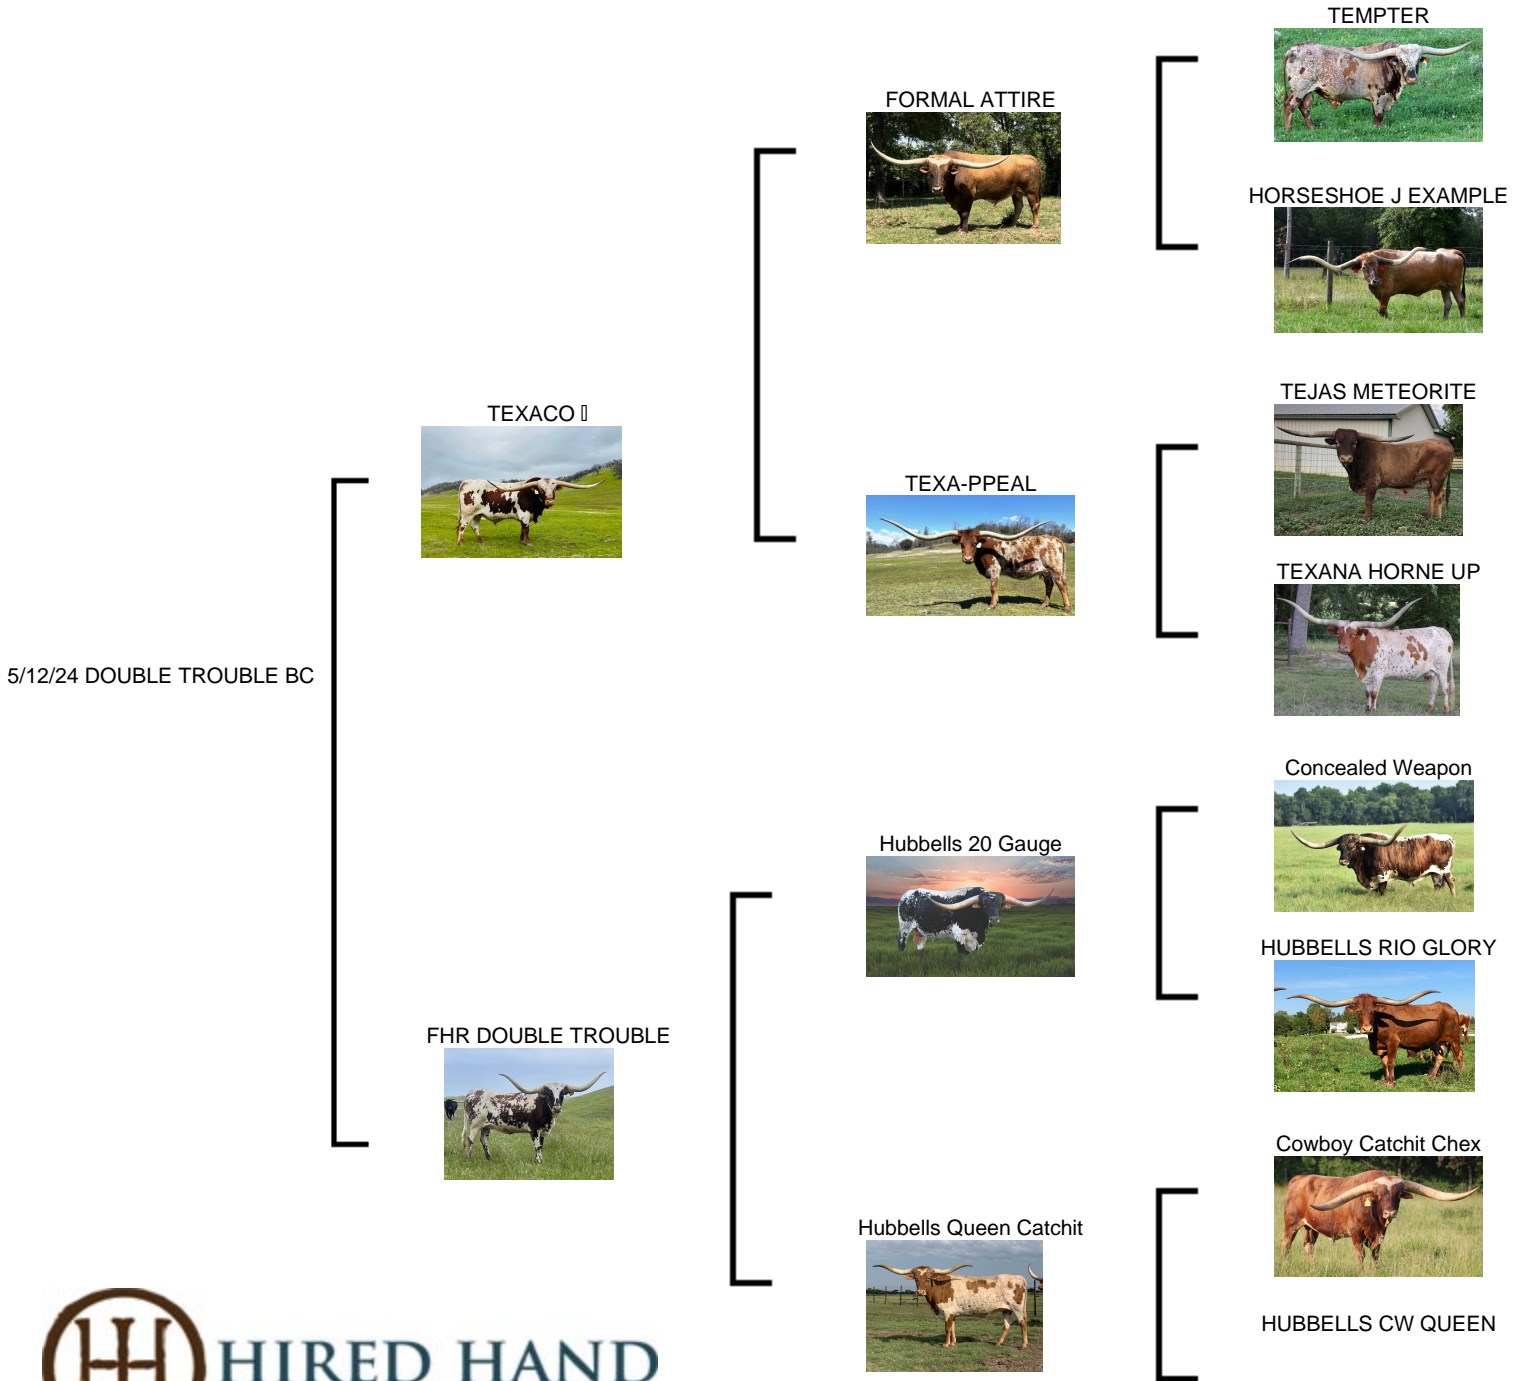 TEMPTER
FORMAL ATTIRE
HORSESHOE J EXAMPLE
TEJAS METEORITE
TEXACO
TEXA-PPEAL
TEXANA HORNE UP
5/12/24 DOUBLE TROUBLE BC
Concealed Weapon
Hubbells 20 Gauge
HUBBELLS RIO GLORY
FHR DOUBLE TROUBLE
Cowboy Catchit Chex
Hubbells Queen Catchit
HUBBELLS CW QUEEN
HIRED HAND